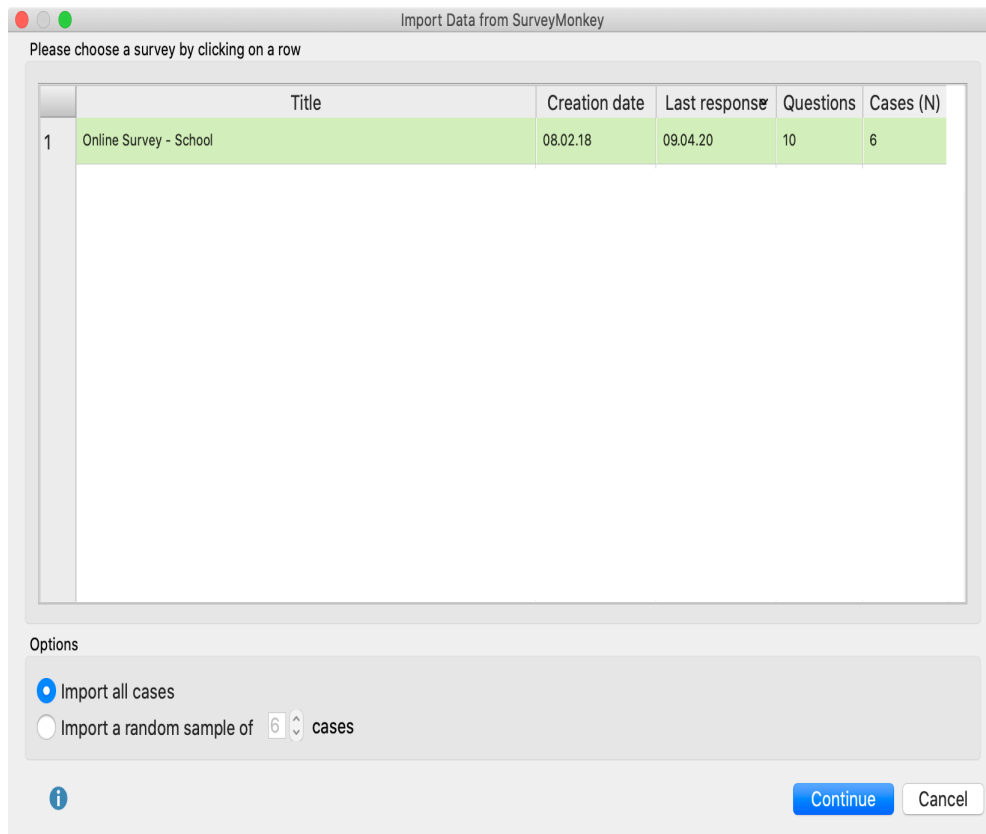 Import Data from SurveyMonkey
Please choose a survey by clicking on a row
Title Creation date Last response Questions Cases (N)
1 Online Survey - School 08.02.18 09.04.20 10 6
Options
Import all cases
Import a random sample of 6 cases
i
Continue Cancel